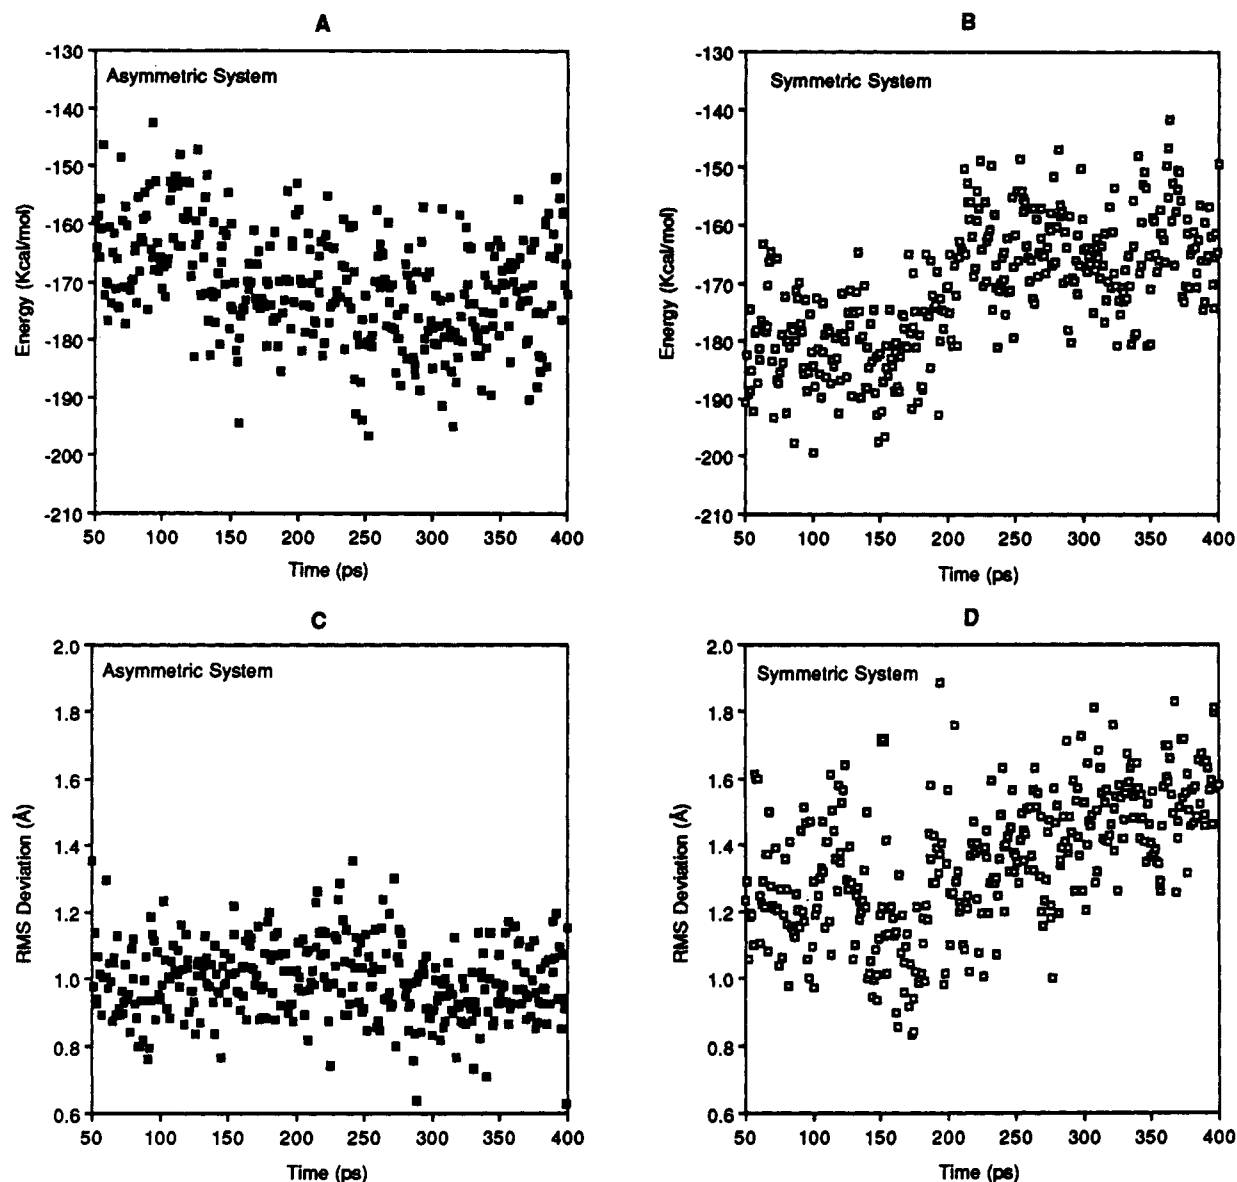 A
Asymmetric System
Energy (Kcal/mol)
-130
-140
-150
-160
-170
-180
-190
-200
-210
50 100 150 200 250 300 350 400
Time (ps)
B
Symmetric System
Energy (Kcal/mol)
-130
-140
-150
-160
-170
-180
-190
-200
-210
50 100 150 200 250 300 350 400
Time (ps)
C
Asymmetric System
RMS Deviation (Å)
2.0
1.8
1.6
1.4
1.2
1.0
0.8
0.6
50 100 150 200 250 300 350 400
Time (ps)
D
Symmetric System
RMS Deviation (Å)
2.0
1.8
1.6
1.4
1.2
1.0
0.8
0.6
50 100 150 200 250 300 350 400
Time (ps)